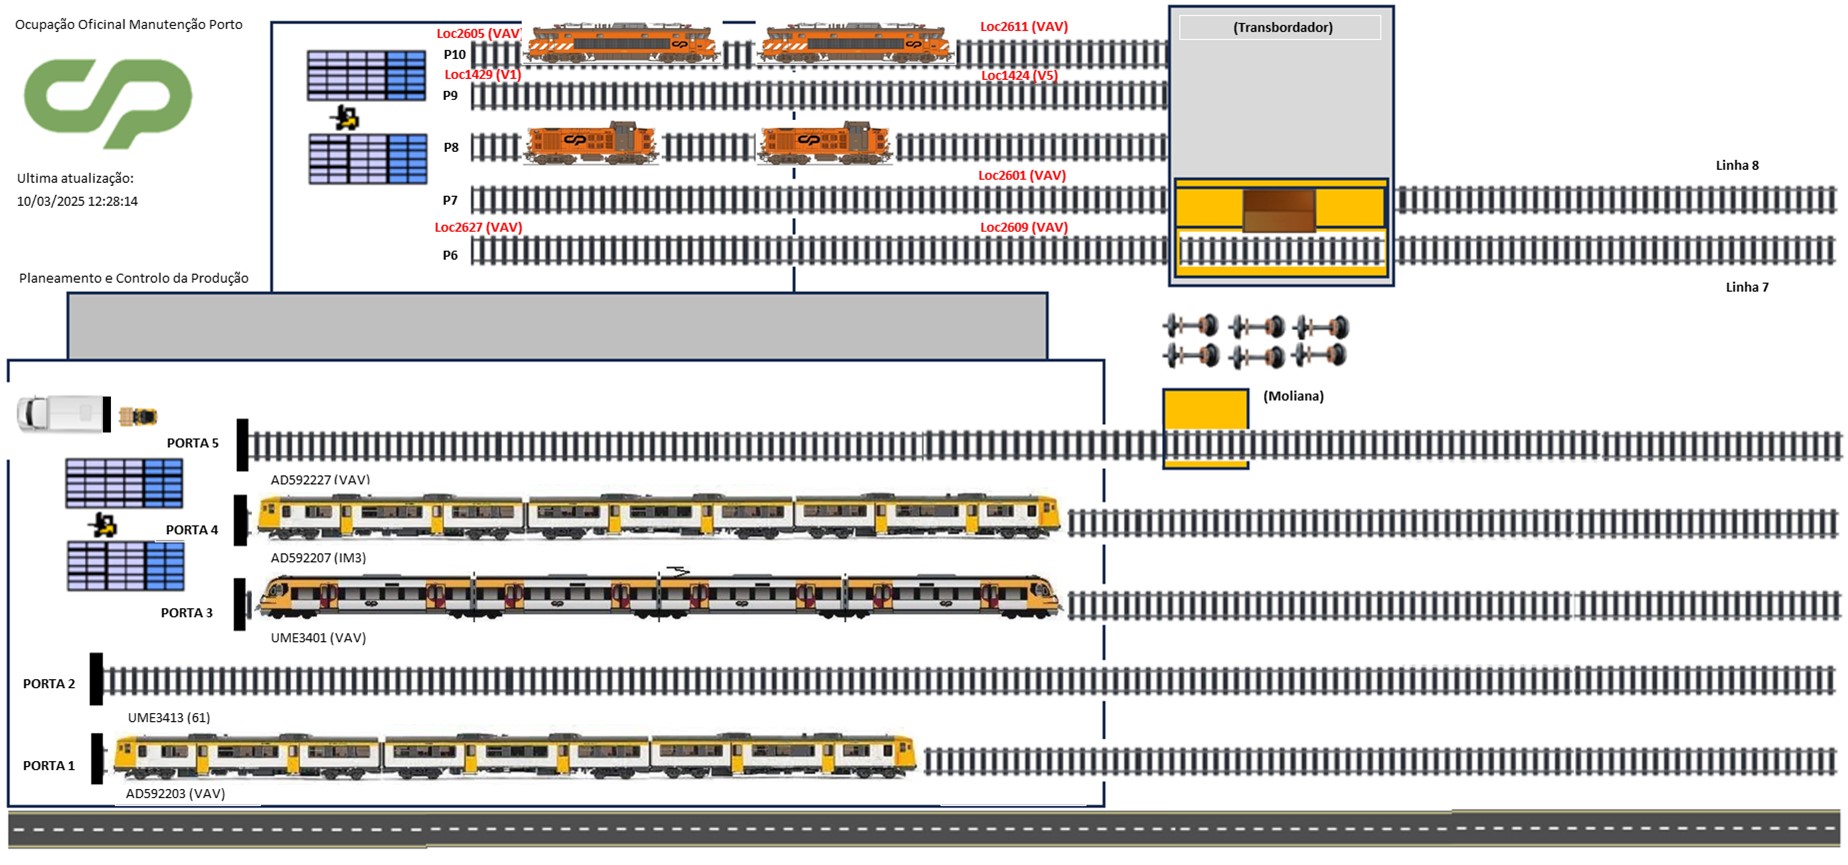 Ocupação Oficinal Manutenção Porto
cp
Ultima atualização:
10/03/2025 12:28:14
Planeamento e Controlo da Produção
Loc2605 (VAV) Loc2611 (VAV)
P10
Loc1429 (V1) Loc1424 (V5)
P9
P8
Loc2601 (VAV)
P7
Loc2627 (VAV) Loc2609 (VAV)
P6
(Transbordador)
Linha 8
Linha 7
(Moliana)
PORTA 5
AD592227 (VAV)
PORTA 4
AD592207 (IM3)
PORTA 3
UME3401 (VAV)
PORTA 2
UME3413 (61)
PORTA 1
AD592203 (VAV)